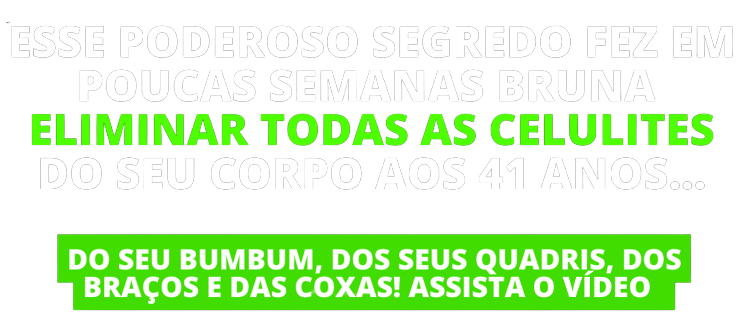 ESSE PODEROSO SEGREDO FEZ EM
POUCAS SEMANAS BRUNA
ELIMINAR TODAS AS CELULITES
DO SEU CORPO AOS 41 ANOS...
DO SEU BUMBUM, DOS SEUS QUADRIS, DOS
BRAÇOS E DAS COXAS! ASSISTA O VÍDEO